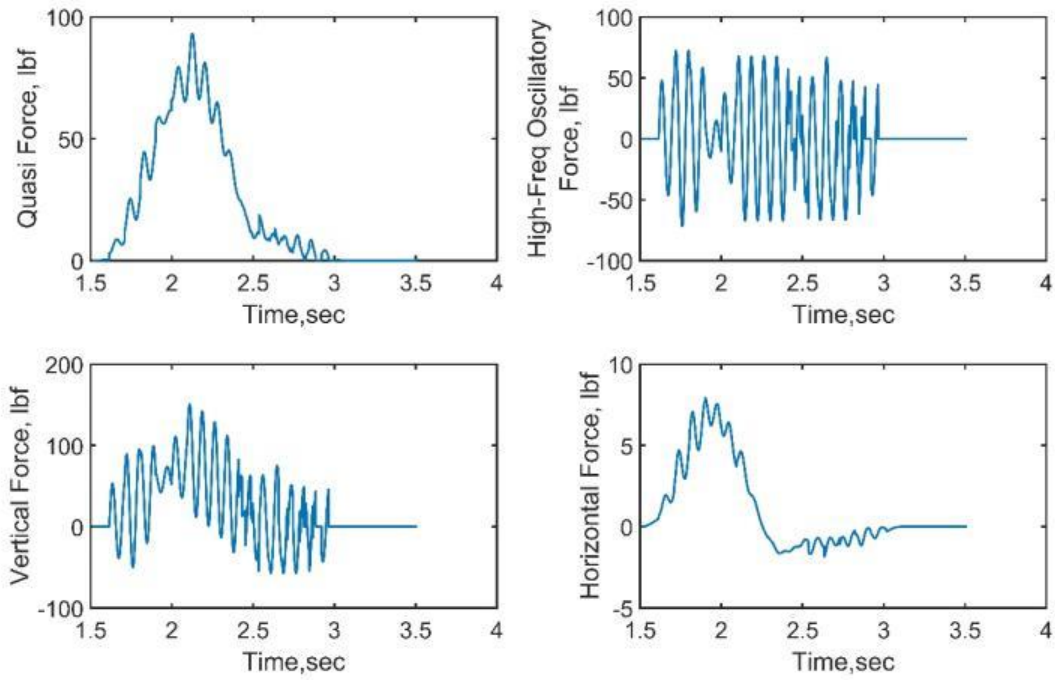 100
50
0
Quasi Force, lbf
1.5 2 2.5 3 3.5 4
Time,sec
100
50
0
-50
-100
High-Freq Oscillatory
Force, lbf
1.5 2 2.5 3 3.5 4
Time,sec
200
100
0
-100
Vertical Force, lbf
1.5 2 2.5 3 3.5 4
Time,sec
10
5
0
-5
Horizontal Force, lbf
1.5 2 2.5 3 3.5 4
Time,sec